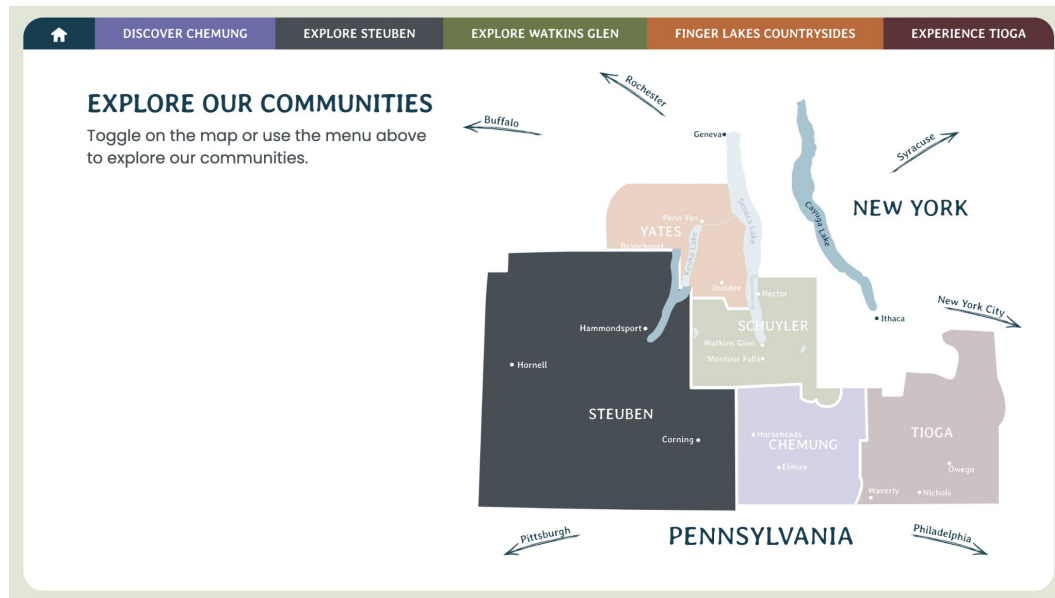 DISCOVER CHEMUNG
EXPLORE STEUBEN
EXPLORE WATKINS GLEN
FINGER LAKES COUNTRYSIDES
EXPERIENCE TIOGA
EXPLORE OUR COMMUNITIES
Toggle on the map or use the menu above
to explore our communities.
Rochester
Buffalo
Geneva
Syracuse
Cayuga Lake
NEW YORK
Seneca Lake
Penn Yan
YATES
Branchport
Keuka Lake
Dundee
Hector
New York City
Ithaca
Hammondsport
SCHUYLER
Watkins Glen
Montour Falls
Hornell
STEUBEN
Corning
Horseheads
CHEMUNG
Elmira
TIOGA
Owego
Waverly
Nichols
Pittsburgh
PENNSYLVANIA
Philadelphia